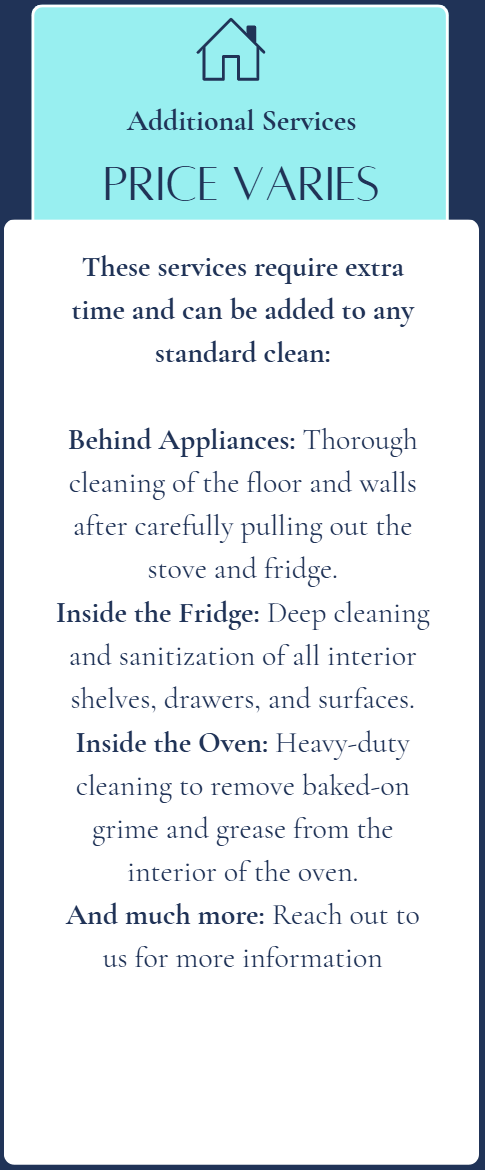 Additional Services
PRICE VARIES
These services require extra
time and can be added to any
standard clean:
Behind Appliances: Thorough
cleaning of the floor and walls
after carefully pulling out the
stove and fridge.
Inside the Fridge: Deep cleaning
and sanitization of all interior
shelves, drawers, and surfaces.
Inside the Oven: Heavy-duty
cleaning to remove baked-on
grime and grease from the
interior of the oven.
And much more: Reach out to
us for more information